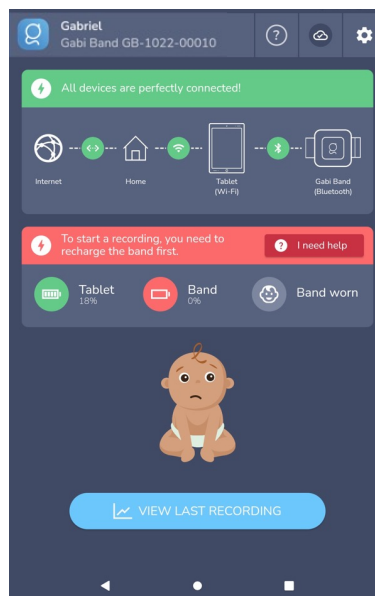 Gabriel
Gabi Band GB-1022-00010
?
All devices are perfectly connected!
Internet
Home
Tablet
(Wi-Fi)
Gabi Band
(Bluetooth)
To start a recording, you need to
recharge the band first.
? I need help
Tablet
18%
Band
0%
Band worn
VIEW LAST RECORDING